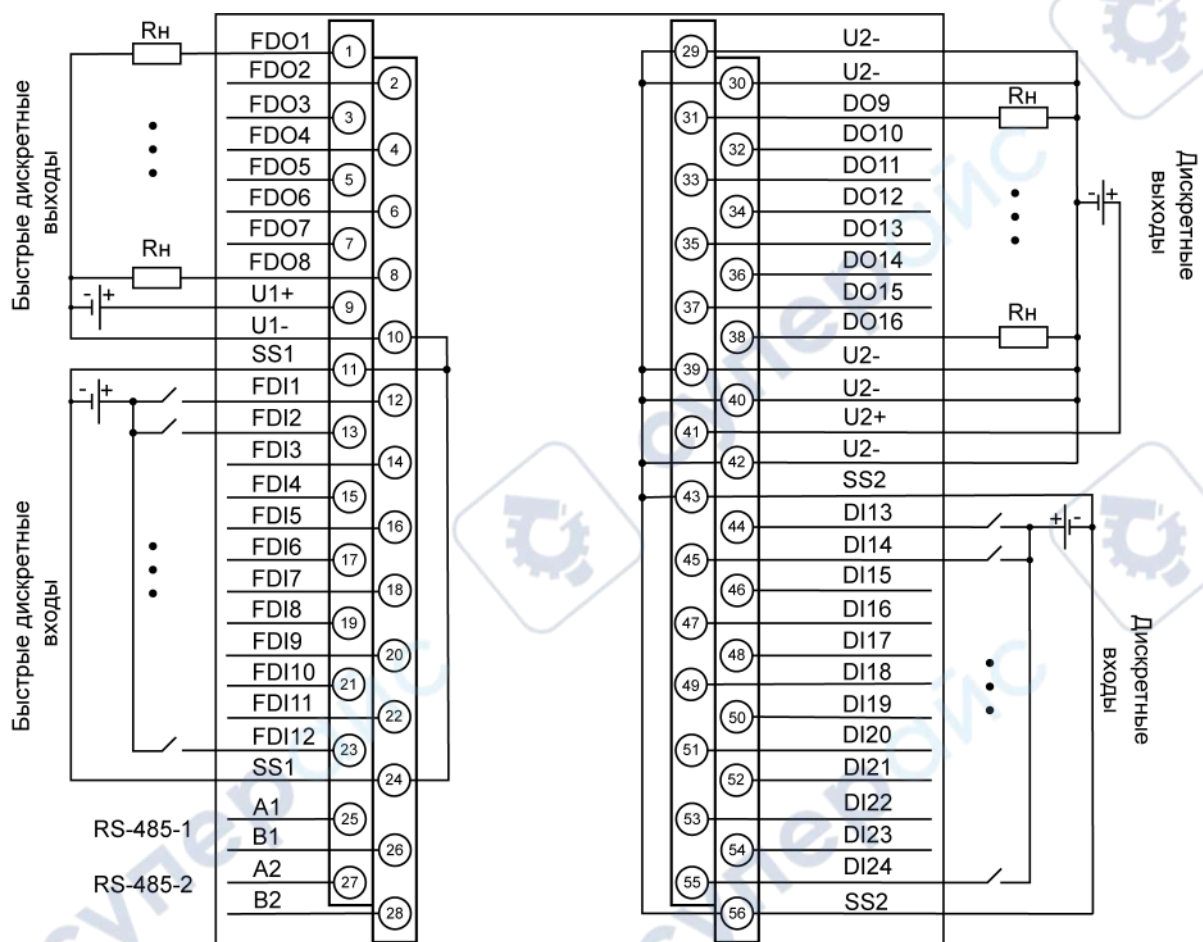 Rн
FDO1
1
FDO2
2
FDO3
3
FDO4
4
FDO5
5
FDO6
6
FDO7
7
Rн
FDO8
8
U1+
- +
9
U1-
10
Быстрые дискретные
выходы
SS1
11
- +
FDI1
12
FDI2
13
FDI3
14
FDI4
15
FDI5
16
FDI6
17
FDI7
18
FDI8
19
FDI9
20
FDI10
21
FDI11
22
FDI12
23
SS1
24
Быстрые дискретные
входы
RS-485-1
A1
25
B1
26
RS-485-2
A2
27
B2
28
29
U2-
30
U2-
31
DO9
Rн
32
DO10
33
DO11
34
DO12
- +
35
DO13
36
DO14
37
DO15
38
DO16
Rн
39
U2-
40
U2-
41
U2+
42
U2-
Дискретные
выходы
43
SS2
44
DI13
+ -
45
DI14
46
DI15
47
DI16
48
DI17
49
DI18
50
DI19
51
DI20
52
DI21
53
DI22
54
DI23
55
DI24
56
SS2
Дискретные
входы
суперайс
суперайс
суперайс